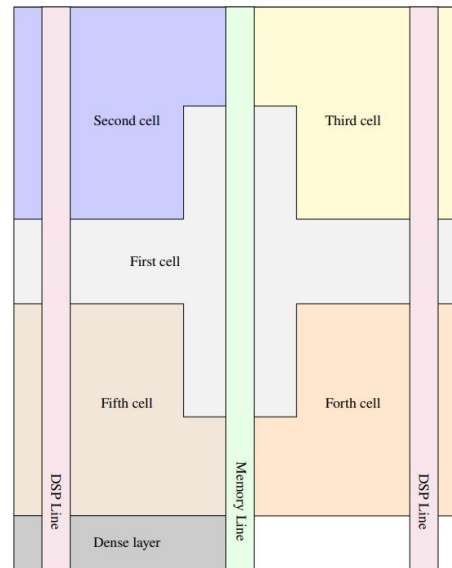 Second cell
Third cell
First cell
Fifth cell
Forth cell
DSP Line
Memory Line
DSP Line
Dense layer